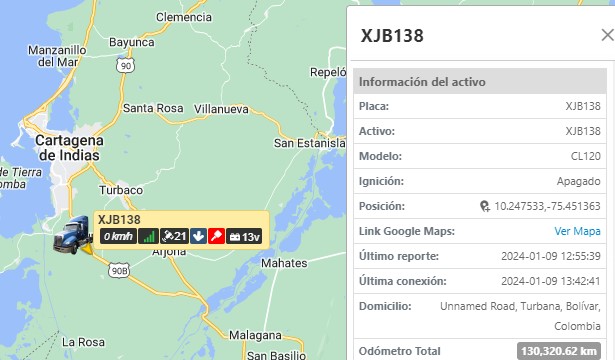 Clemencia
Manzanillo
del Mar
Bayunca
90
Repeló
Santa Rosa
Villanueva
Cartagena
de Indias
San Estanisla
de Tierra
omba
Turbaco
XJB138
0 km/h
21
13v
Arjona
90B
Mahates
La Rosa
Malagana
San Basilio
XJB138
Información del activo
Placa: XJB138
Activo: XJB138
Modelo: CL120
Ignición: Apagado
Posición: 10.247533,-75.451363
Link Google Maps: Ver Mapa
Último reporte: 2024-01-09 12:55:39
Última conexión: 2024-01-09 13:42:41
Domicilio: Unnamed Road, Turbana, Bolívar,
Colombia
Odómetro Total 130,320.62 km